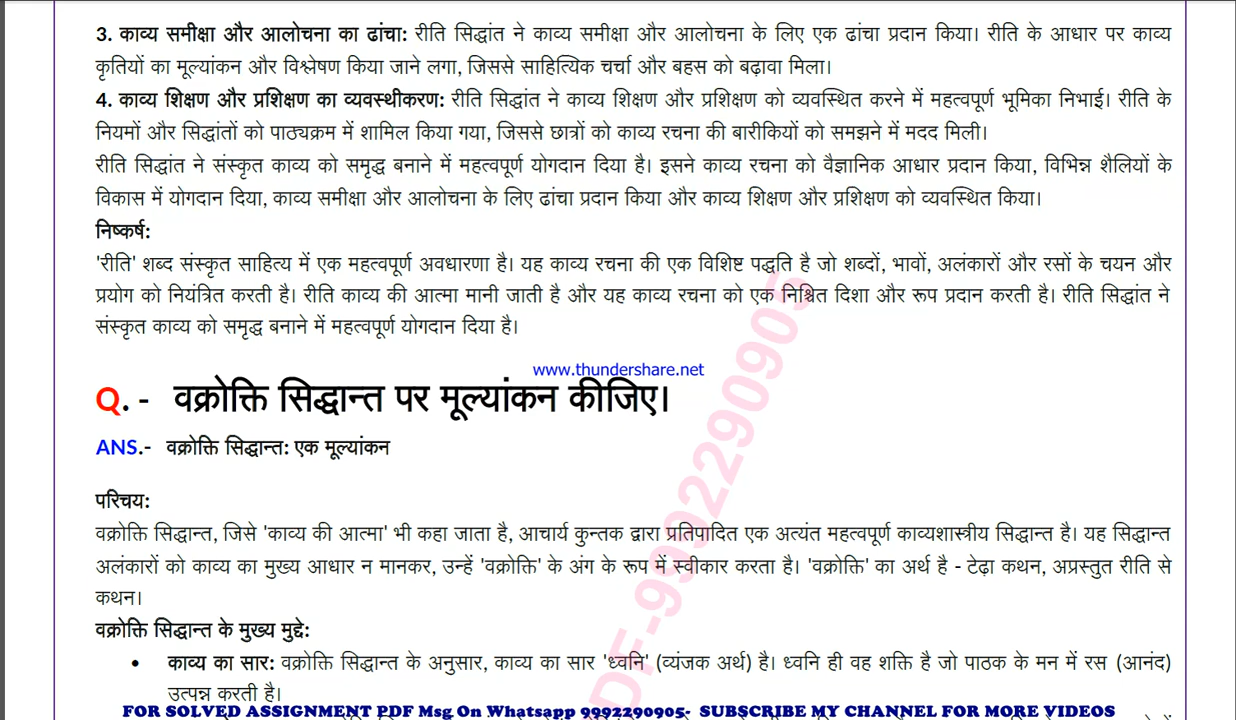 3. काव्य समीक्षा और आलोचना का ढांचा: रीति सिद्धांत ने काव्य समीक्षा और आलोचना के लिए एक ढांचा प्रदान किया। रीति के आधार पर काव्य
कृतियों का मूल्यांकन और विश्लेषण किया जाने लगा, जिससे साहित्यिक चर्चा और बहस को बढ़ावा मिला।
4. काव्य शिक्षण और प्रशिक्षण का व्यवस्थीकरण: रीति सिद्धांत ने काव्य शिक्षण और प्रशिक्षण को व्यवस्थित करने में महत्वपूर्ण भूमिका निभाई। रीति के
नियमों और सिद्धांतों को पाठ्यक्रम में शामिल किया गया, जिससे छात्रों को काव्य रचना की बारीकियों को समझने में मदद मिली।
रीति सिद्धांत ने संस्कृत काव्य को समृद्ध बनाने में महत्वपूर्ण योगदान दिया है। इसने काव्य रचना को वैज्ञानिक आधार प्रदान किया, विभिन्न शैलियों के
विकास में योगदान दिया, काव्य समीक्षा और आलोचना के लिए ढांचा प्रदान किया और काव्य शिक्षण और प्रशिक्षण को व्यवस्थित किया।
निष्कर्ष:
'रीति' शब्द संस्कृत साहित्य में एक महत्वपूर्ण अवधारणा है। यह काव्य रचना की एक विशिष्ट पद्धति है जो शब्दों, भावों, अलंकारों और रसों के चयन और
प्रयोग को नियंत्रित करती है। रीति काव्य की आत्मा मानी जाती है और यह काव्य रचना को एक निश्चित दिशा और रूप प्रदान करती है। रीति सिद्धांत ने
संस्कृत काव्य को समृद्ध बनाने में महत्वपूर्ण योगदान दिया है।
www.thundershare.net
Q. - वक्रोक्ति सिद्धान्त पर मूल्यांकन कीजिए।
ANS.- वक्रोक्ति सिद्धान्त: एक मूल्यांकन
परिचय:
वक्रोक्ति सिद्धान्त, जिसे 'काव्य की आत्मा' भी कहा जाता है, आचार्य कुन्तक द्वारा प्रतिपादित एक अत्यंत महत्वपूर्ण काव्यशास्त्रीय सिद्धान्त है। यह सिद्धान्त
अलंकारों को काव्य का मुख्य आधार न मानकर, उन्हें 'वक्रोक्ति' के अंग के रूप में स्वीकार करता है। 'वक्रोक्ति' का अर्थ है - टेढ़ा कथन, अप्रस्तुत रीति से
कथन।
वक्रोक्ति सिद्धान्त के मुख्य मुद्दे:
• काव्य का सार: वक्रोक्ति सिद्धान्त के अनुसार, काव्य का सार 'ध्वनि' (व्यंजक अर्थ) है। ध्वनि ही वह शक्ति है जो पाठक के मन में रस (आनंद)
उत्पन्न करती है।
FOR SOLVED ASSIGNMENT PDF Msg On Whatsapp 9992290905- SUBSCRIBE MY CHANNEL FOR MORE VIDEOS
PDF-9992290905